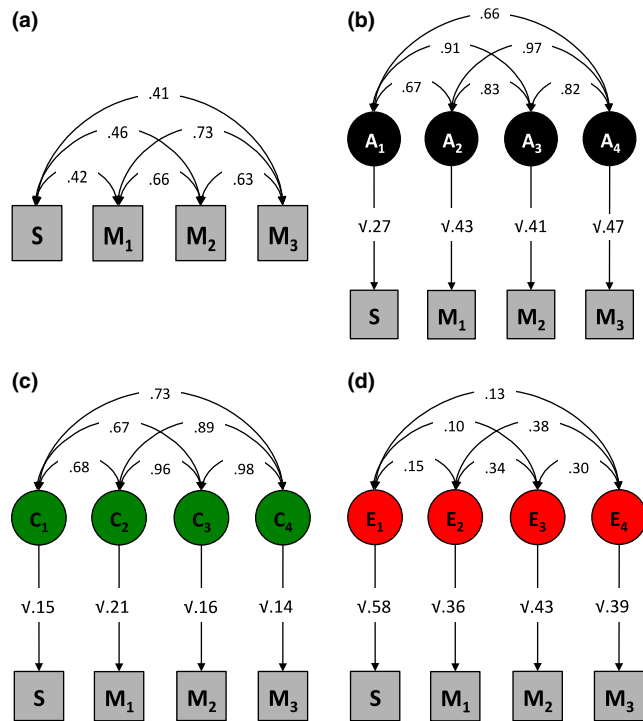 (a)
.41
.46 .73
.42 .66 .63
S M₁ M₂ M₃
(b)
.66
.91 .97
.67 .83 .82
A₁ A₂ A₃ A₄
√.27 √.43 √.41 √.47
S M₁ M₂ M₃
(c)
.73
.67 .89
.68 .96 .98
C₁ C₂ C₃ C₄
√.15 √.21 √.16 √.14
S M₁ M₂ M₃
(d)
.13
.10 .38
.15 .34 .30
E₁ E₂ E₃ E₄
√.58 √.36 √.43 √.39
S M₁ M₂ M₃